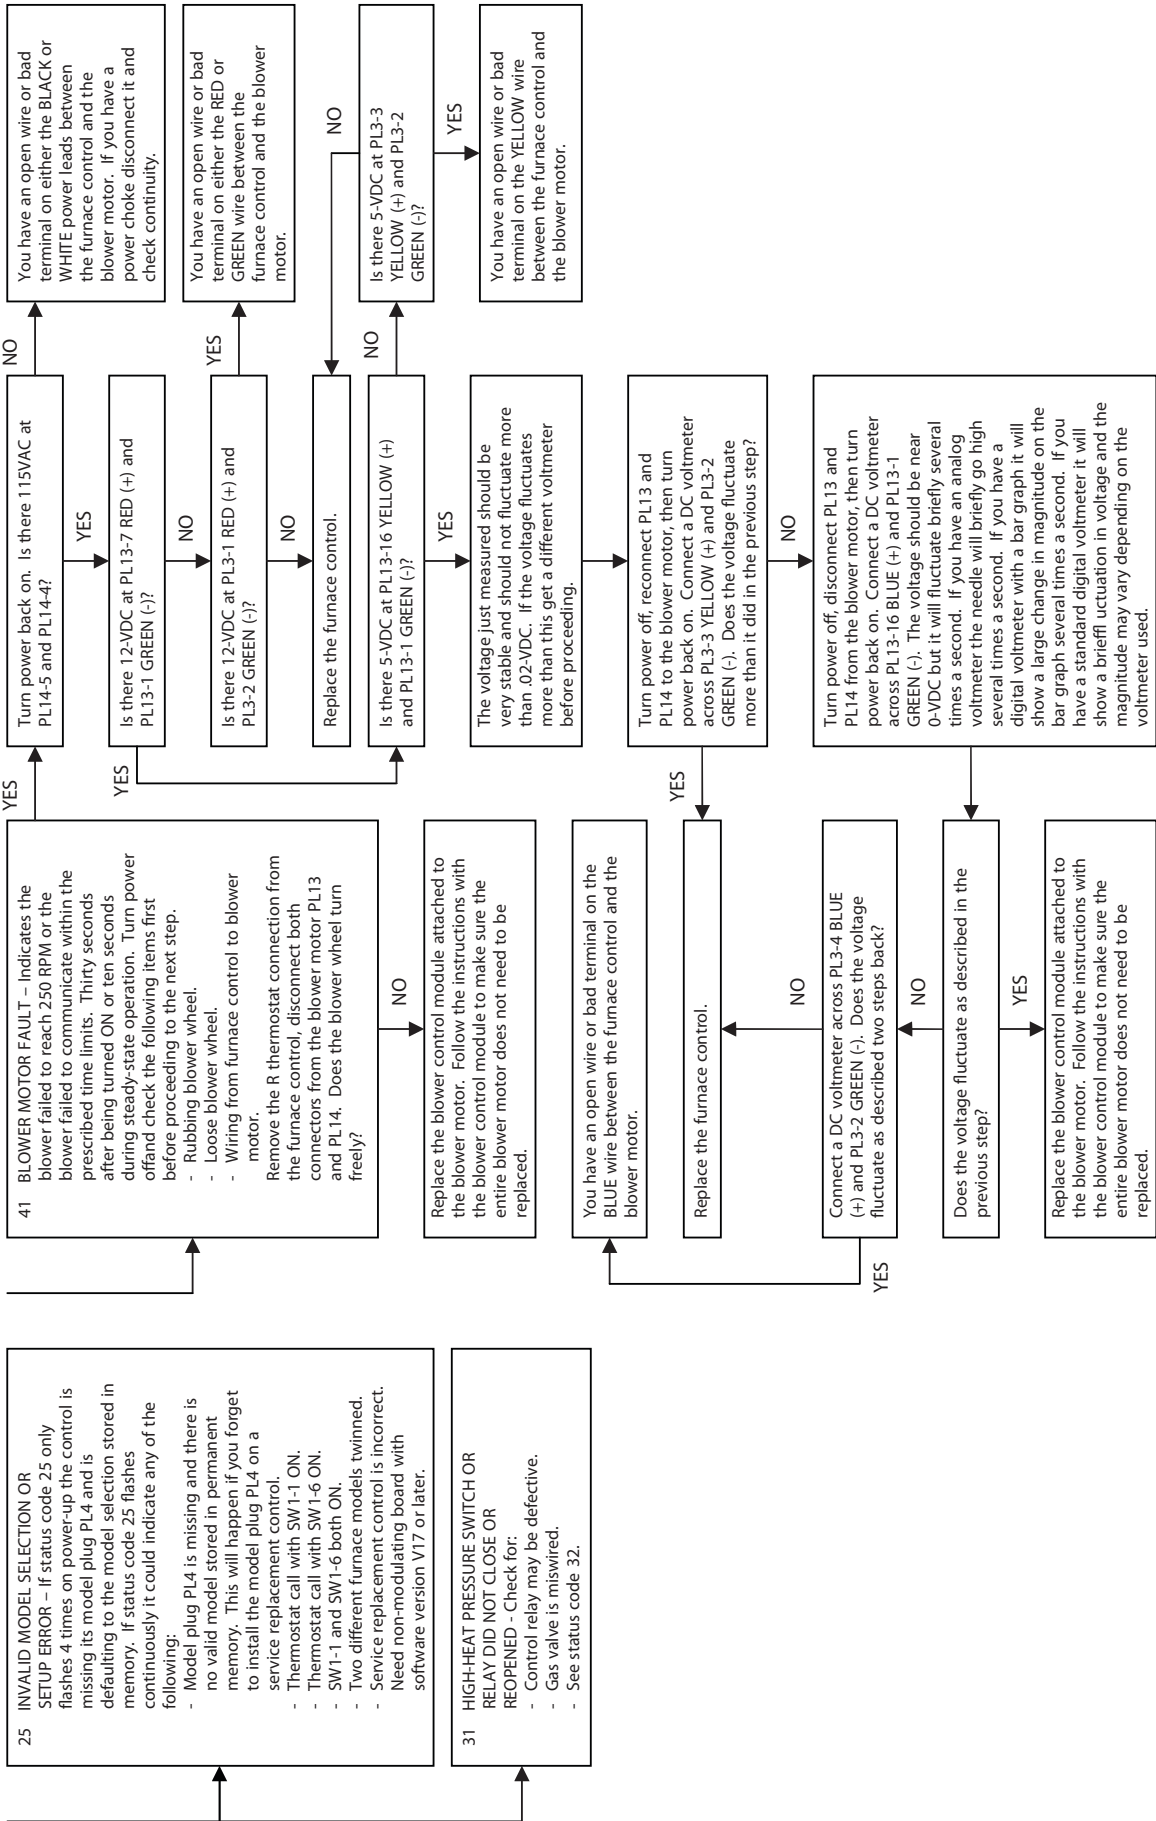 25 INVALID MODEL SELECTION OR
SETUP ERROR – If status code 25 only
flashes 4 times on power-up the control is
missing its model plug PL4 and is
defaulting to the model selection stored in
memory. If status code 25 flashes
continuously it could indicate any of the
following:
- Model plug PL4 is missing and there is
no valid model stored in permanent
memory. This will happen if you forget
to install the model plug PL4 on a
service replacement control.
- Thermostat call with SW1-1 ON.
- Thermostat call with SW1-6 ON.
- SW1-1 and SW1-6 both ON.
- Two different furnace models twinned.
- Service replacement control is incorrect.
Need non-modulating board with
software version V17 or later.
31 HIGH-HEAT PRESSURE SWITCH OR
RELAY DID NOT CLOSE OR
REOPENED - Check for:
- Control relay may be defective.
- Gas valve is miswired.
- See status code 32.
41 BLOWER MOTOR FAULT – Indicates the
blower failed to reach 250 RPM or the
blower failed to communicate within the
prescribed time limits. Thirty seconds
after being turned ON or ten seconds
during steady-state operation. Turn power
offand check the following items first
before proceeding to the next step.
- Rubbing blower wheel.
- Loose blower wheel.
- Wiring from furnace control to blower
motor.
Remove the R thermostat connection from
the furnace control, disconnect both
connectors from the blower motor PL13
and PL14. Does the blower wheel turn
freely?
NO
Replace the blower control module attached to
the blower motor. Follow the instructions with
the blower control module to make sure the
entire blower motor does not need to be
replaced.
YES
Turn power back on. Is there 115VAC at
PL14-5 and PL14-4?
NO
You have an open wire or bad
terminal on either the BLACK or
WHITE power leads between
the furnace control and the
blower motor. If you have a
power choke disconnect it and
check continuity.
YES
Is there 12-VDC at PL13-7 RED (+) and
PL13-1 GREEN (-)?
YES
NO
Is there 12-VDC at PL3-1 RED (+) and
PL3-2 GREEN (-)?
YES
You have an open wire or bad
terminal on either the RED or
GREEN wire between the
furnace control and the blower
motor.
NO
Replace the furnace control.
Is there 5-VDC at PL13-16 YELLOW (+)
and PL13-1 GREEN (-)?
NO
Is there 5-VDC at PL3-3
YELLOW (+) and PL3-2
GREEN (-)?
NO
YES
You have an open wire or bad
terminal on the YELLOW wire
between the furnace control and
the blower motor.
YES
The voltage just measured should be
very stable and should not fluctuate more
than .02-VDC. If the voltage fluctuates
more than this get a different voltmeter
before proceeding.
Turn power off, reconnect PL13 and
PL14 to the blower motor, then turn
power back on. Connect a DC voltmeter
across PL3-3 YELLOW (+) and PL3-2
GREEN (-). Does the voltage fluctuate
more than it did in the previous step?
YES
Replace the furnace control.
NO
Turn power off, disconnect PL13 and
PL14 from the blower motor, then turn
power back on. Connect a DC voltmeter
across PL13-16 BLUE (+) and PL13-1
GREEN (-). The voltage should be near
0-VDC but it will fluctuate briefly several
times a second. If you have an analog
voltmeter the needle will briefly go high
several times a second. If you have a
digital voltmeter with a bar graph it will
show a large change in magnitude on the
bar graph several times a second. If you
have a standard digital voltmeter it will
show a brieffl uctuation in voltage and the
magnitude may vary depending on the
voltmeter used.
Does the voltage fluctuate as described in the
previous step?
YES
Replace the blower control module attached to
the blower motor. Follow the instructions with
the blower control module to make sure the
entire blower motor does not need to be
replaced.
NO
Connect a DC voltmeter across PL3-4 BLUE
(+) and PL3-2 GREEN (-). Does the voltage
fluctuate as described two steps back?
NO
YES
You have an open wire or bad terminal on the
BLUE wire between the furnace control and the
blower motor.